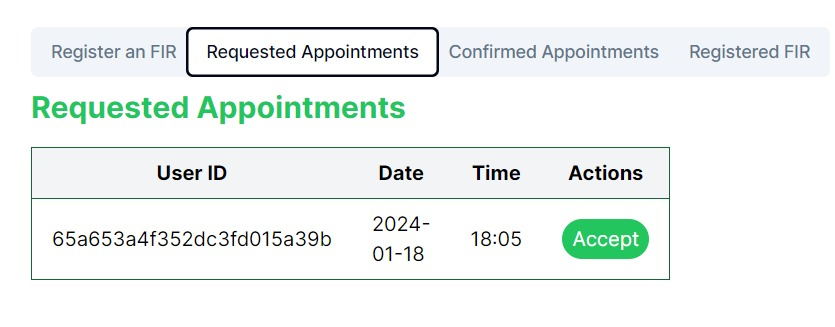 Register an FIR Requested Appointments Confirmed Appointments Registered FIR
Requested Appointments
User ID Date Time Actions
65a653a4f352dc3fd015a39b 2024-01-18 18:05 Accept